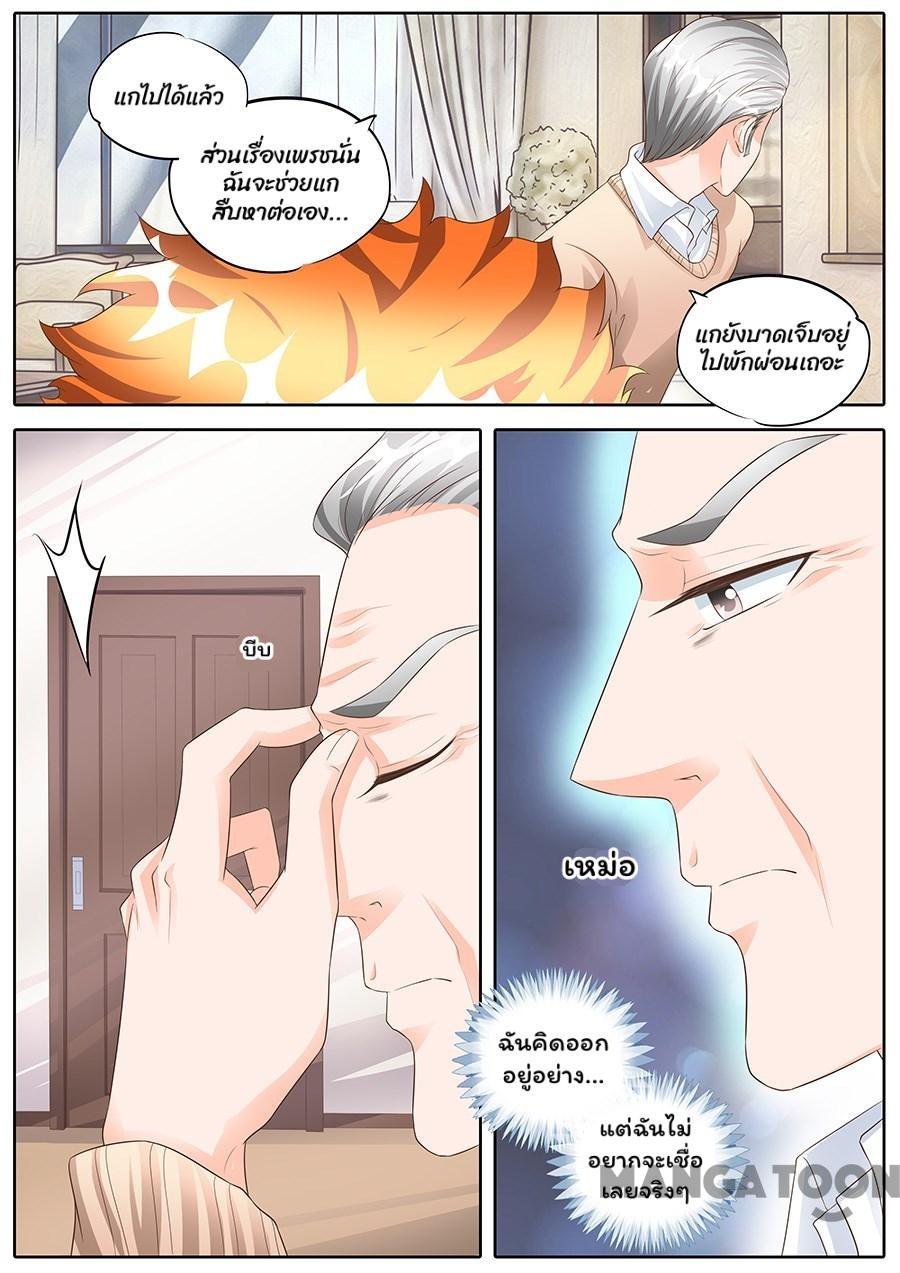 แกไปได้แล้ว
ส่วนเรื่องเพรชนั่น
ฉันจะช่วยแก
สืบหาต่อเอง...
แกยังบาดเจ็บอยู่
ไปพักผ่อนเถอะ
บีบ
เหม่อ
ฉันคิดออก
อยู่อย่าง...
แต่ฉันไม่
อยากจะเชื่อ
เลยจริงๆ
MANGATOON